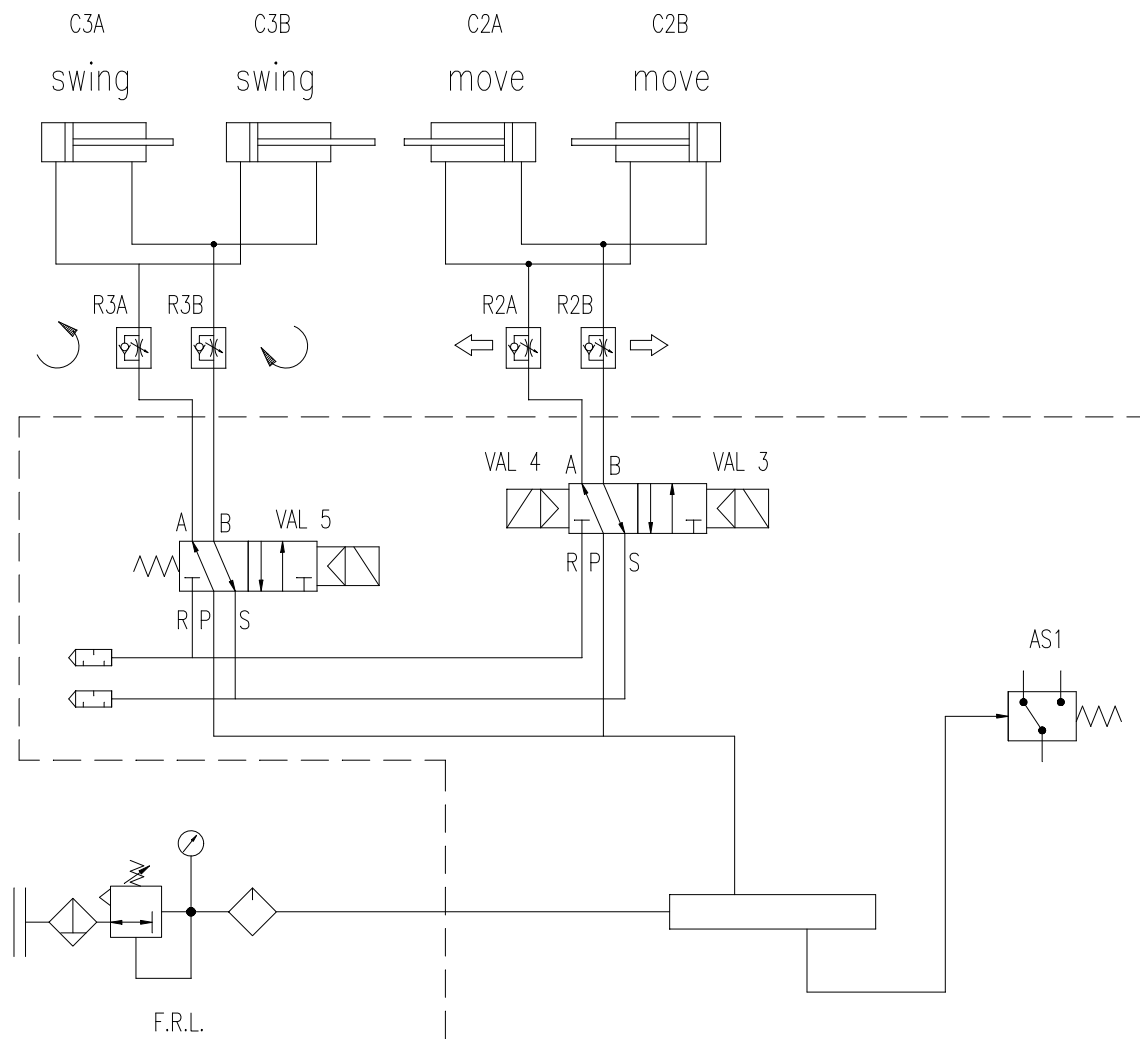 C3A C3B C2A C2B
swing swing move move
R3A R3B R2A R2B
VAL 4 A B VAL 3
A B VAL 5
R P S
R P S
AS1
F.R.L.